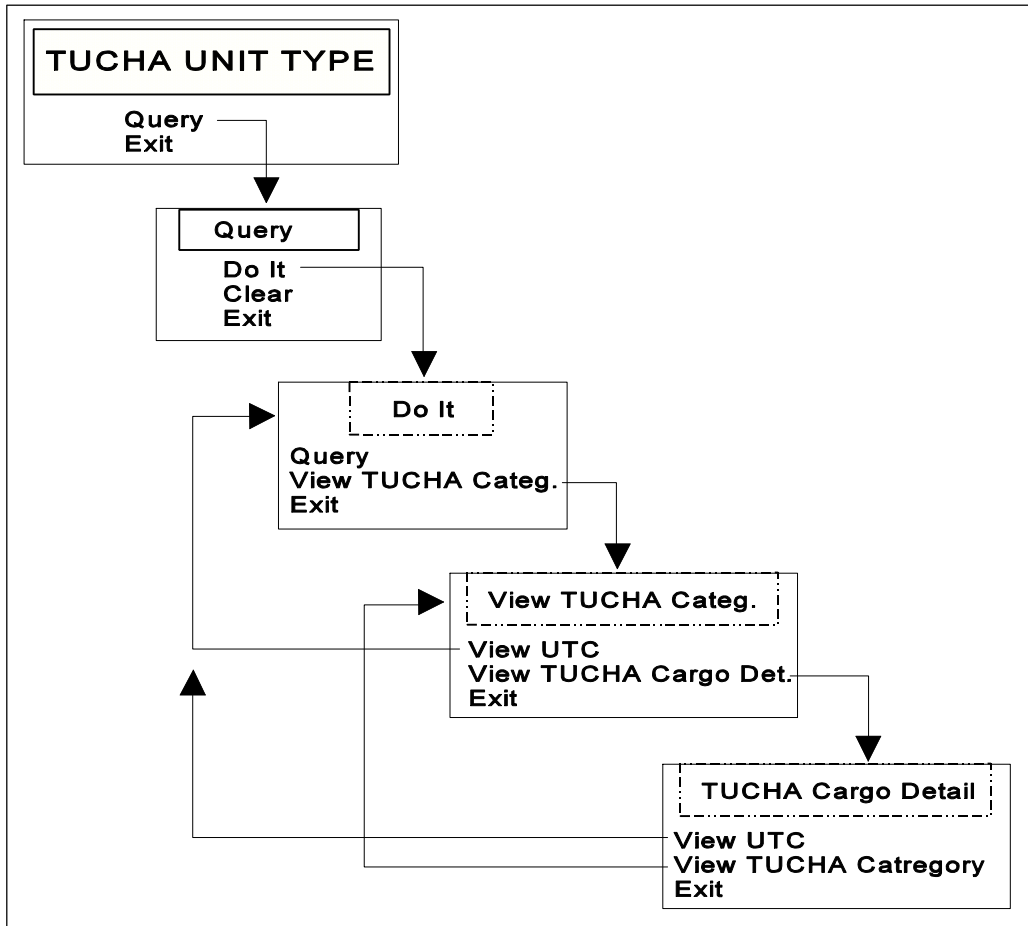 TUCHA UNIT TYPE
Query
Exit
Query
Do It
Clear
Exit
Do It
Query
View TUCHA Categ.
Exit
View TUCHA Categ.
View UTC
View TUCHA Cargo Det.
Exit
TUCHA Cargo Detail
View UTC
View TUCHA Catregory
Exit